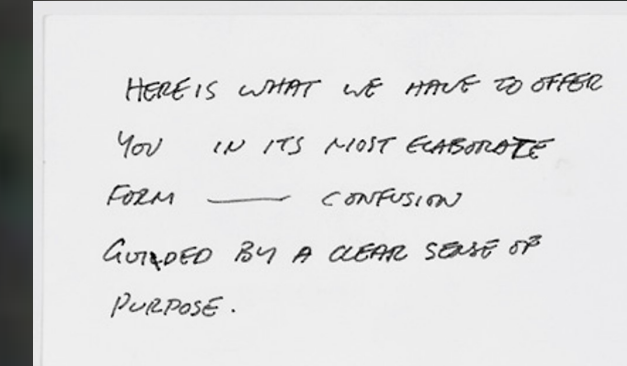 HERE IS WHAT WE HAVE TO OFFER
YOU IN ITS MOST ELABORATE
FORM — CONFUSION
GUIDED BY A CLEAR SENSE OF
PURPOSE.